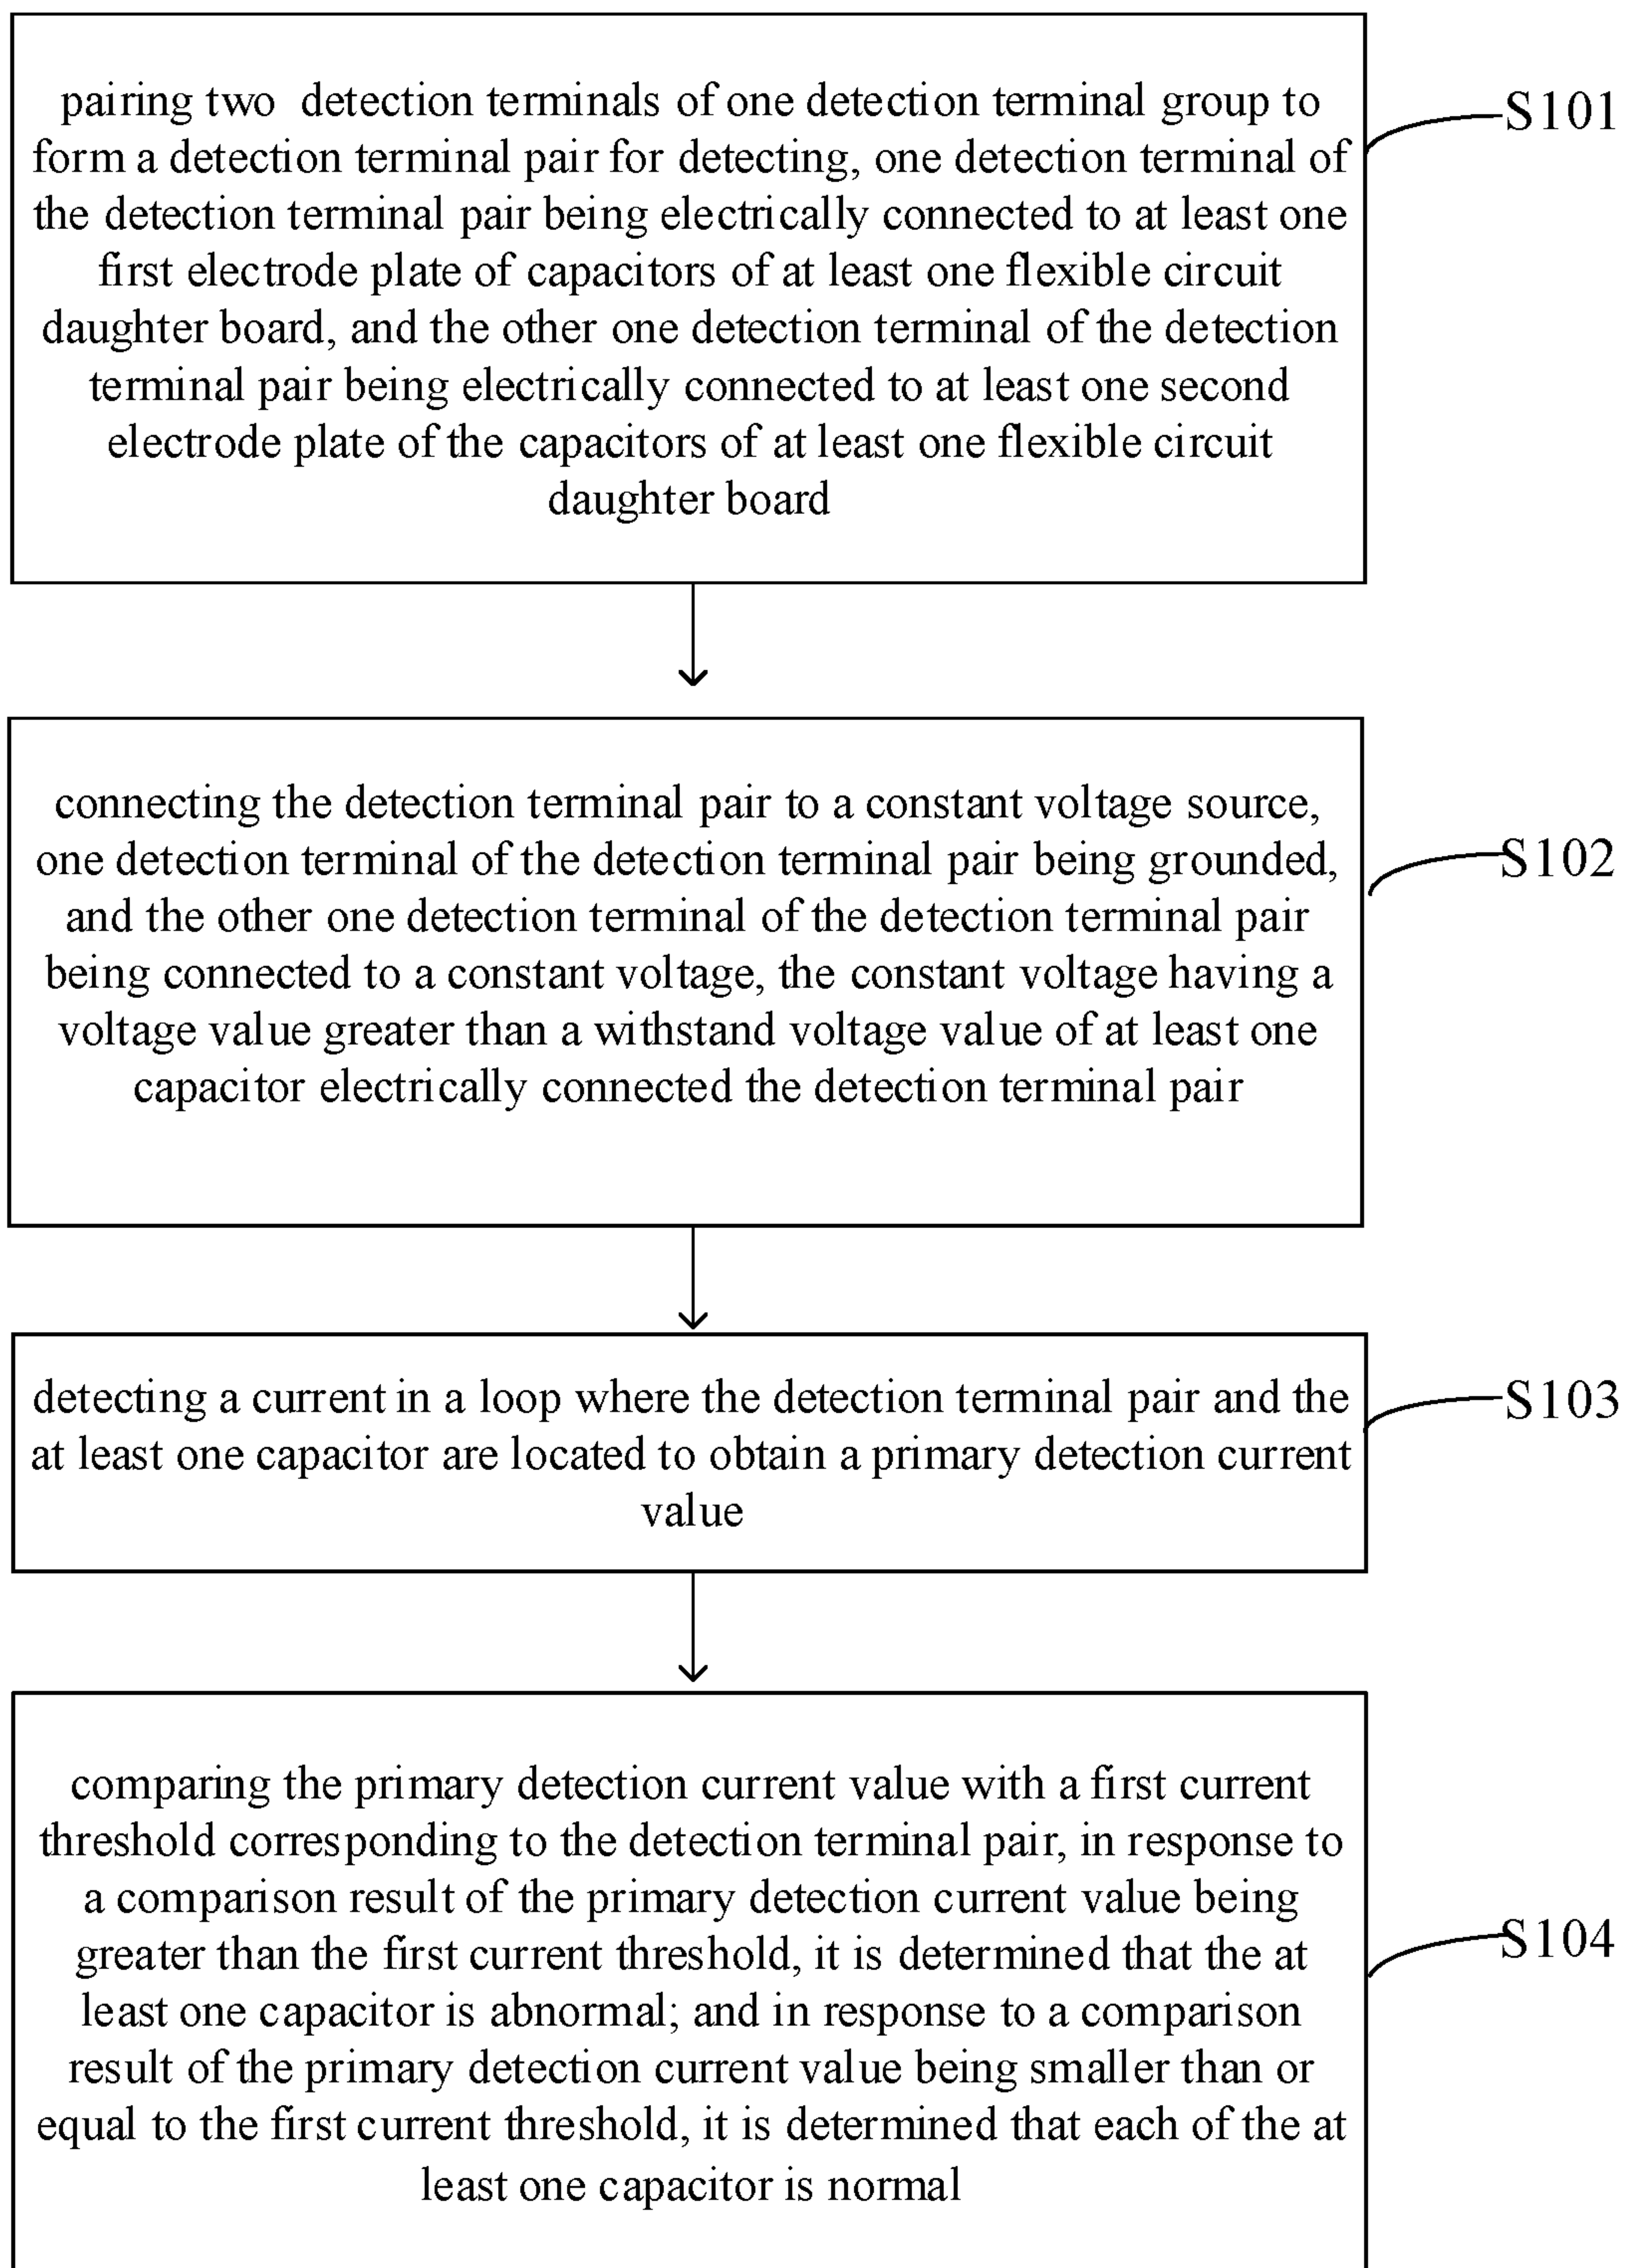 pairing two detection terminals of one detection terminal group to
form a detection terminal pair for detecting, one detection terminal of
the detection terminal pair being electrically connected to at least one
first electrode plate of capacitors of at least one flexible circuit
daughter board, and the other one detection terminal of the detection
terminal pair being electrically connected to at least one second
electrode plate of the capacitors of at least one flexible circuit
daughter board
S101
connecting the detection terminal pair to a constant voltage source,
one detection terminal of the detection terminal pair being grounded,
and the other one detection terminal of the detection terminal pair
being connected to a constant voltage, the constant voltage having a
voltage value greater than a withstand voltage value of at least one
capacitor electrically connected the detection terminal pair
S102
detecting a current in a loop where the detection terminal pair and the
at least one capacitor are located to obtain a primary detection current
value
S103
comparing the primary detection current value with a first current
threshold corresponding to the detection terminal pair, in response to
a comparison result of the primary detection current value being
greater than the first current threshold, it is determined that the at
least one capacitor is abnormal; and in response to a comparison
result of the primary detection current value being smaller than or
equal to the first current threshold, it is determined that each of the at
least one capacitor is normal
S104